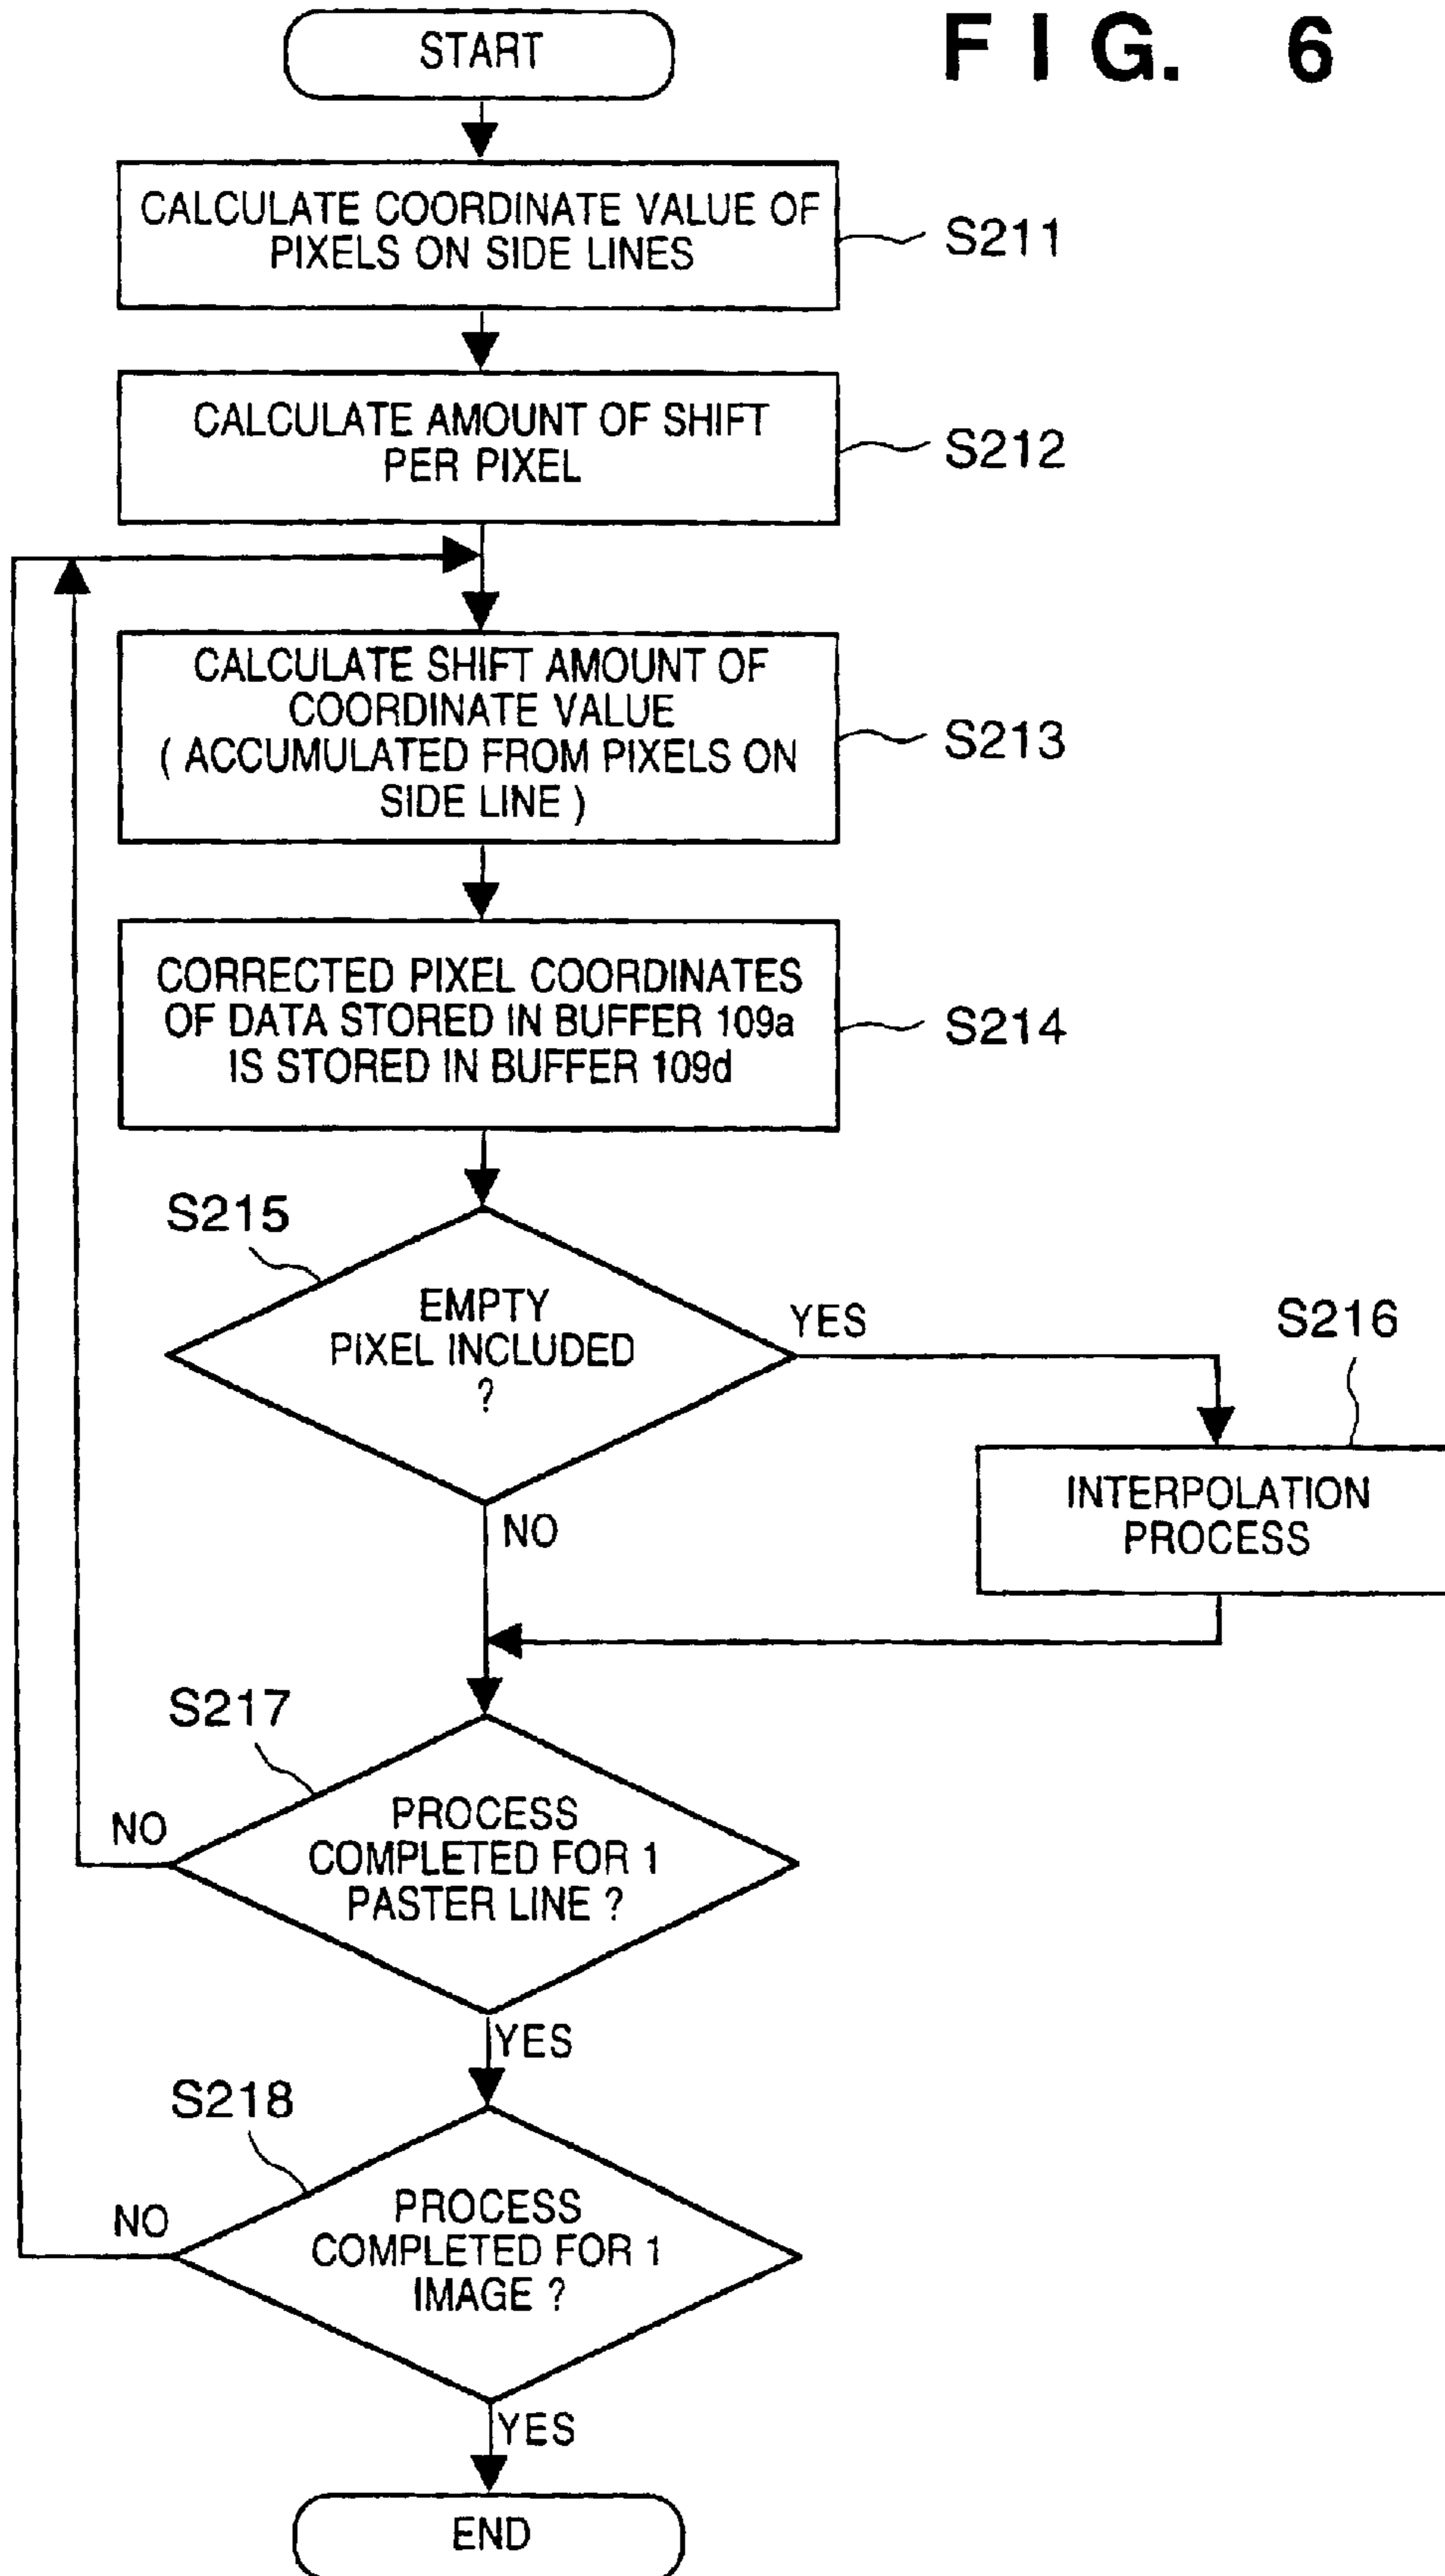 START
FIG. 6
CALCULATE COORDINATE VALUE OF
PIXELS ON SIDE LINES
S211
CALCULATE AMOUNT OF SHIFT
PER PIXEL
S212
CALCULATE SHIFT AMOUNT OF
COORDINATE VALUE
( ACCUMULATED FROM PIXELS ON
SIDE LINE )
S213
CORRECTED PIXEL COORDINATES
OF DATA STORED IN BUFFER 109a
IS STORED IN BUFFER 109d
S214
S215
EMPTY
PIXEL INCLUDED
?
YES
S216
INTERPOLATION
PROCESS
NO
S217
PROCESS
COMPLETED FOR 1
PASTER LINE ?
NO
YES
S218
PROCESS
COMPLETED FOR 1
IMAGE ?
NO
YES
END